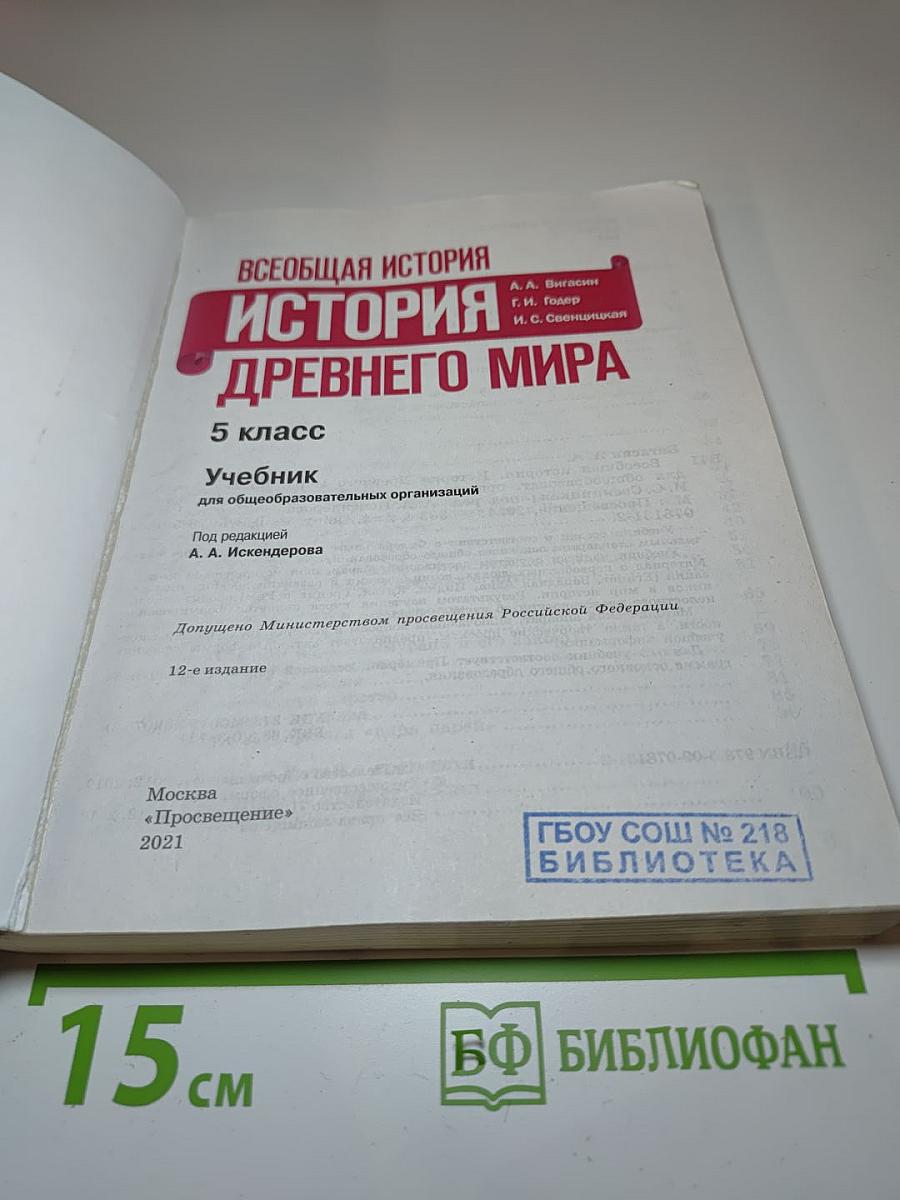 ВСЕОБЩАЯ ИСТОРИЯ
ИСТОРИЯ
А. А. Вигасин
Г. И. Годер
И. С. Свенцицкая
ДРЕВНЕГО МИРА
5 класс
Учебник
для общеобразовательных организаций
Под редакцией
А. А. Искендерова
Допущено Министерством просвещения Российской Федерации
12-е издание
Москва
«Просвещение»
2021
ГБОУ СОШ № 218
БИБЛИОТЕКА
15 см
БФ БИБЛИОФАН